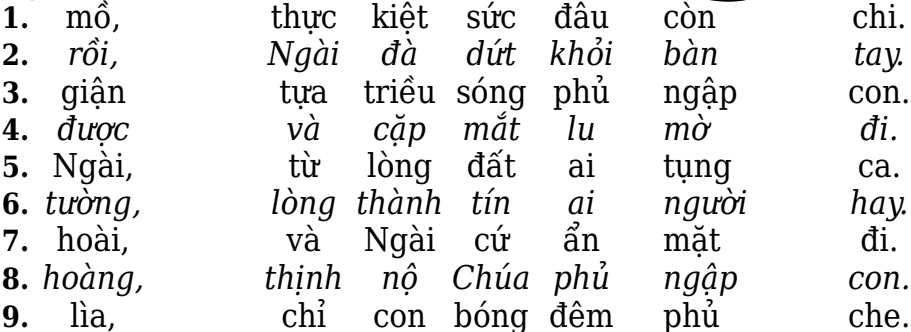 1. mồ, thực kiệt sức đâu còn chi.
2. rồi, Ngài đà dứt khỏi bàn tay.
3. giận tựa triều sóng phủ ngập con.
4. được và cặp mắt lu mờ đi.
5. Ngài, từ lòng đất ai tụng ca.
6. tường, lòng thành tín ai người hay.
7. hoài, và Ngài cứ ẩn mặt đi.
8. hoàng, thịnh nộ Chúa phủ ngập con.
9. lìa, chỉ con bóng đêm phủ che.